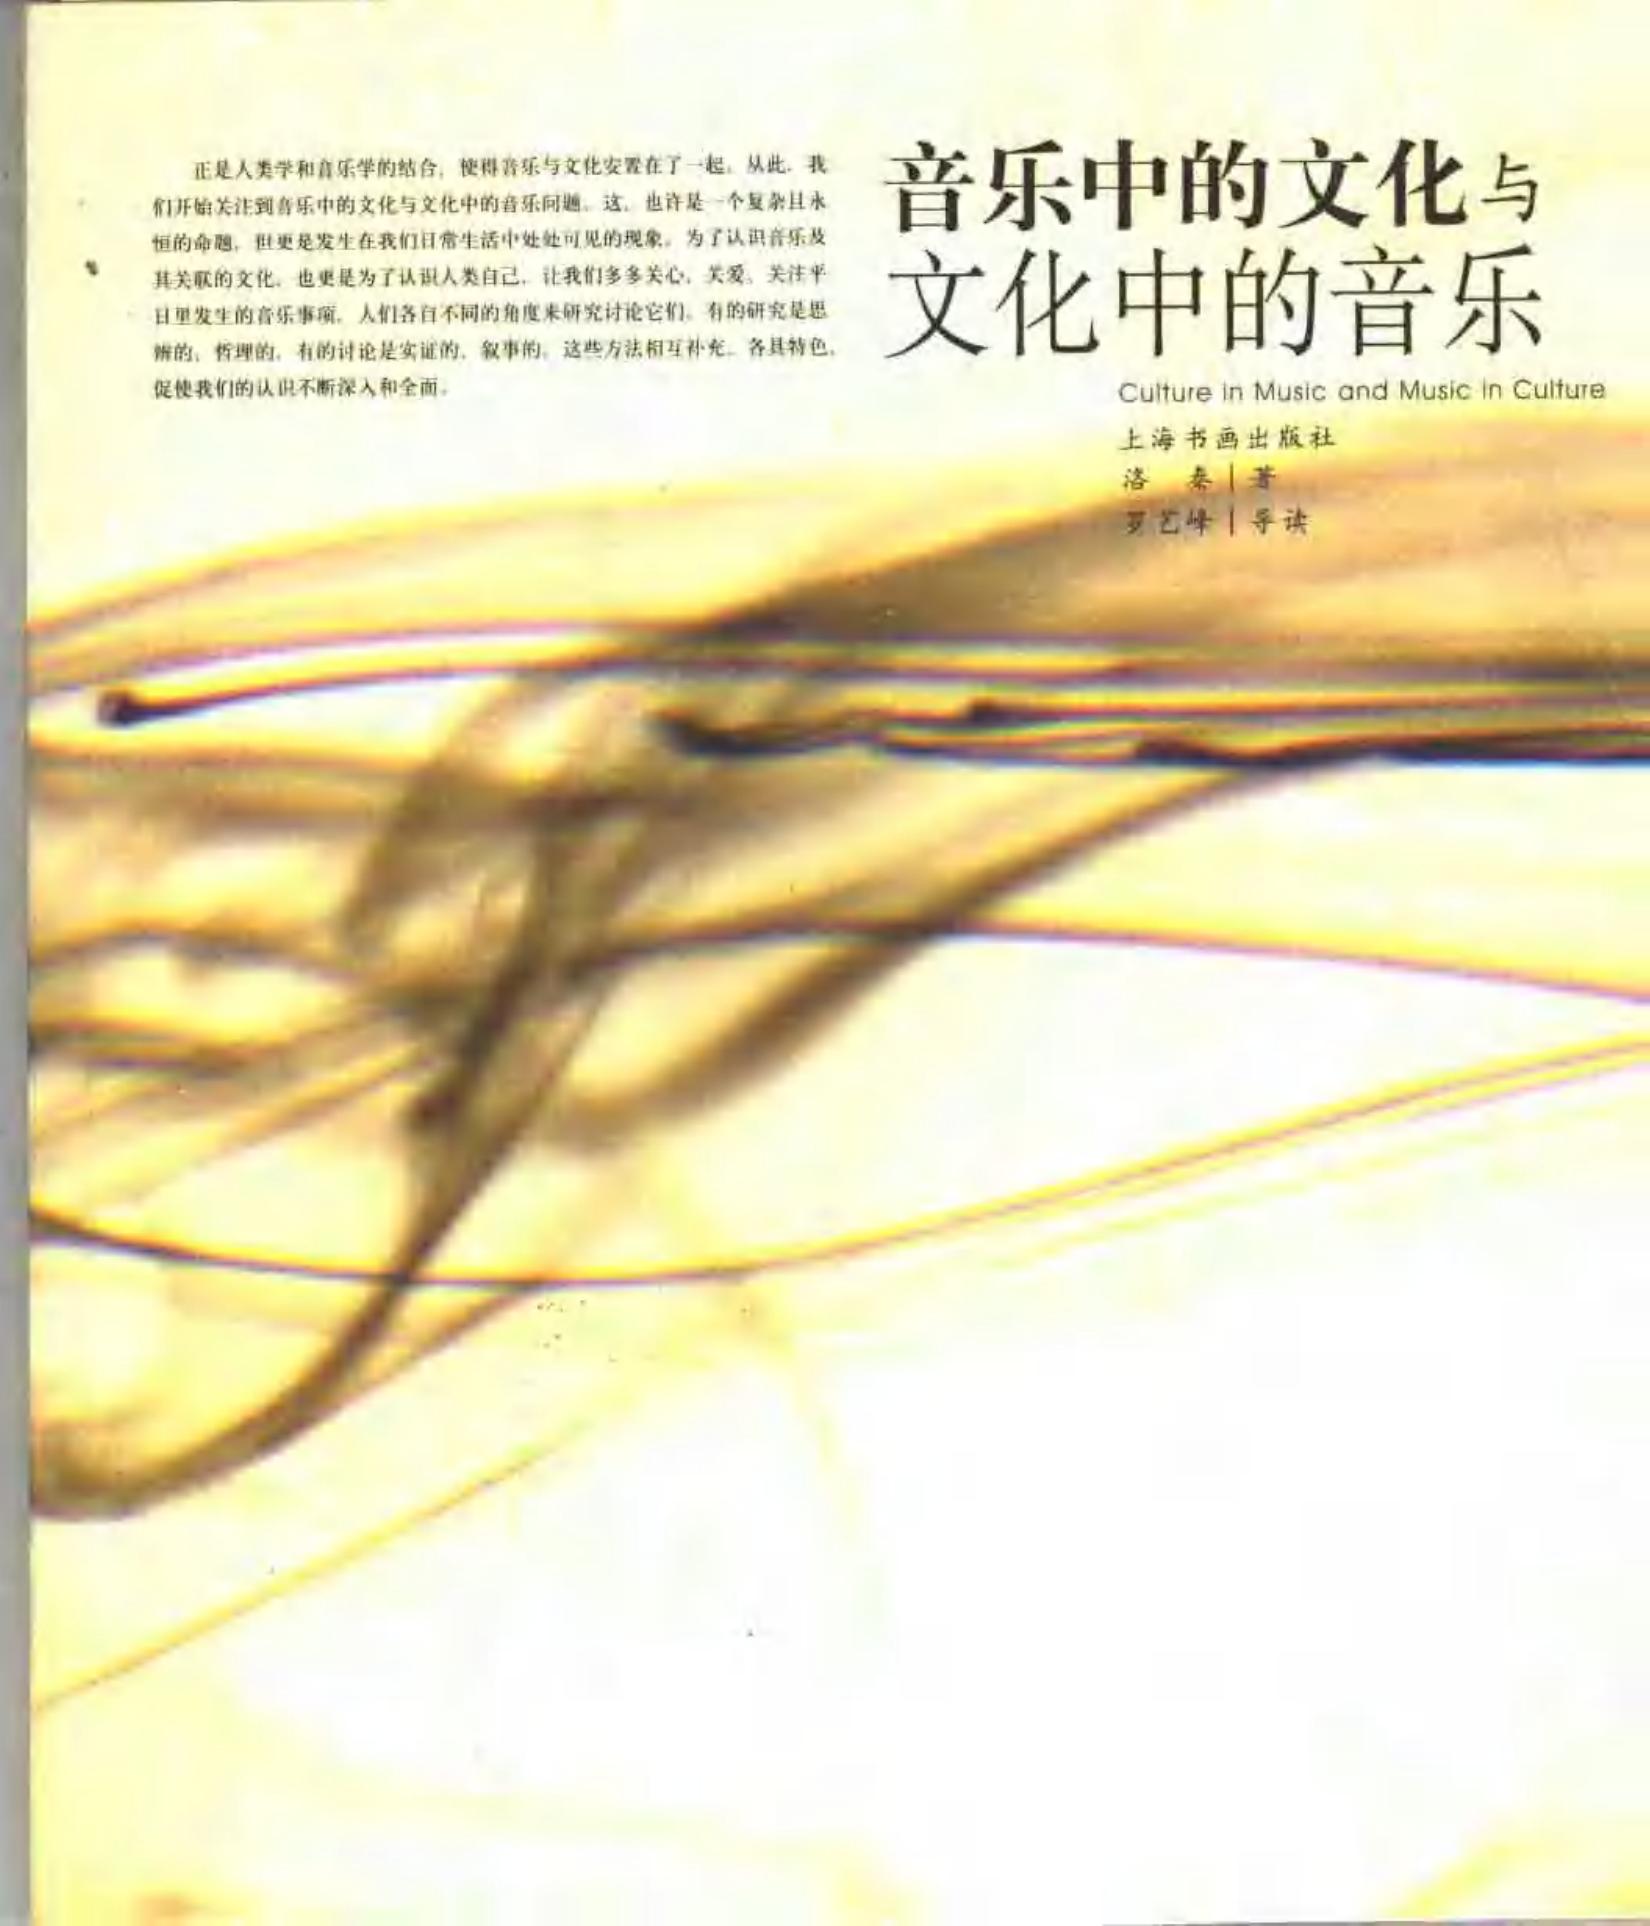 正是人类学和音乐学的结合，使得音乐与文化安置在了一起。从此，我
们开始关注到音乐中的文化与文化中的音乐问题。这，也许是一个复杂且永
恒的命题，但更是发生在我们日常生活中处处可见的现象。为了认识音乐及
其关联的文化，也更是为了认识人类自己，让我们多多关心、关爱、关注平
日里发生的音乐事项。人们各自不同的角度来研究讨论它们，有的研究是思
辨的，哲理的，有的讨论是实证的，叙事的。这些方法相互补充，各具特色，
促使我们的认识不断深入和全面。
音乐中的文化与
文化中的音乐
Culture in Music and Music in Culture
上海书画出版社
洛 秦｜著
罗艺峰｜导读